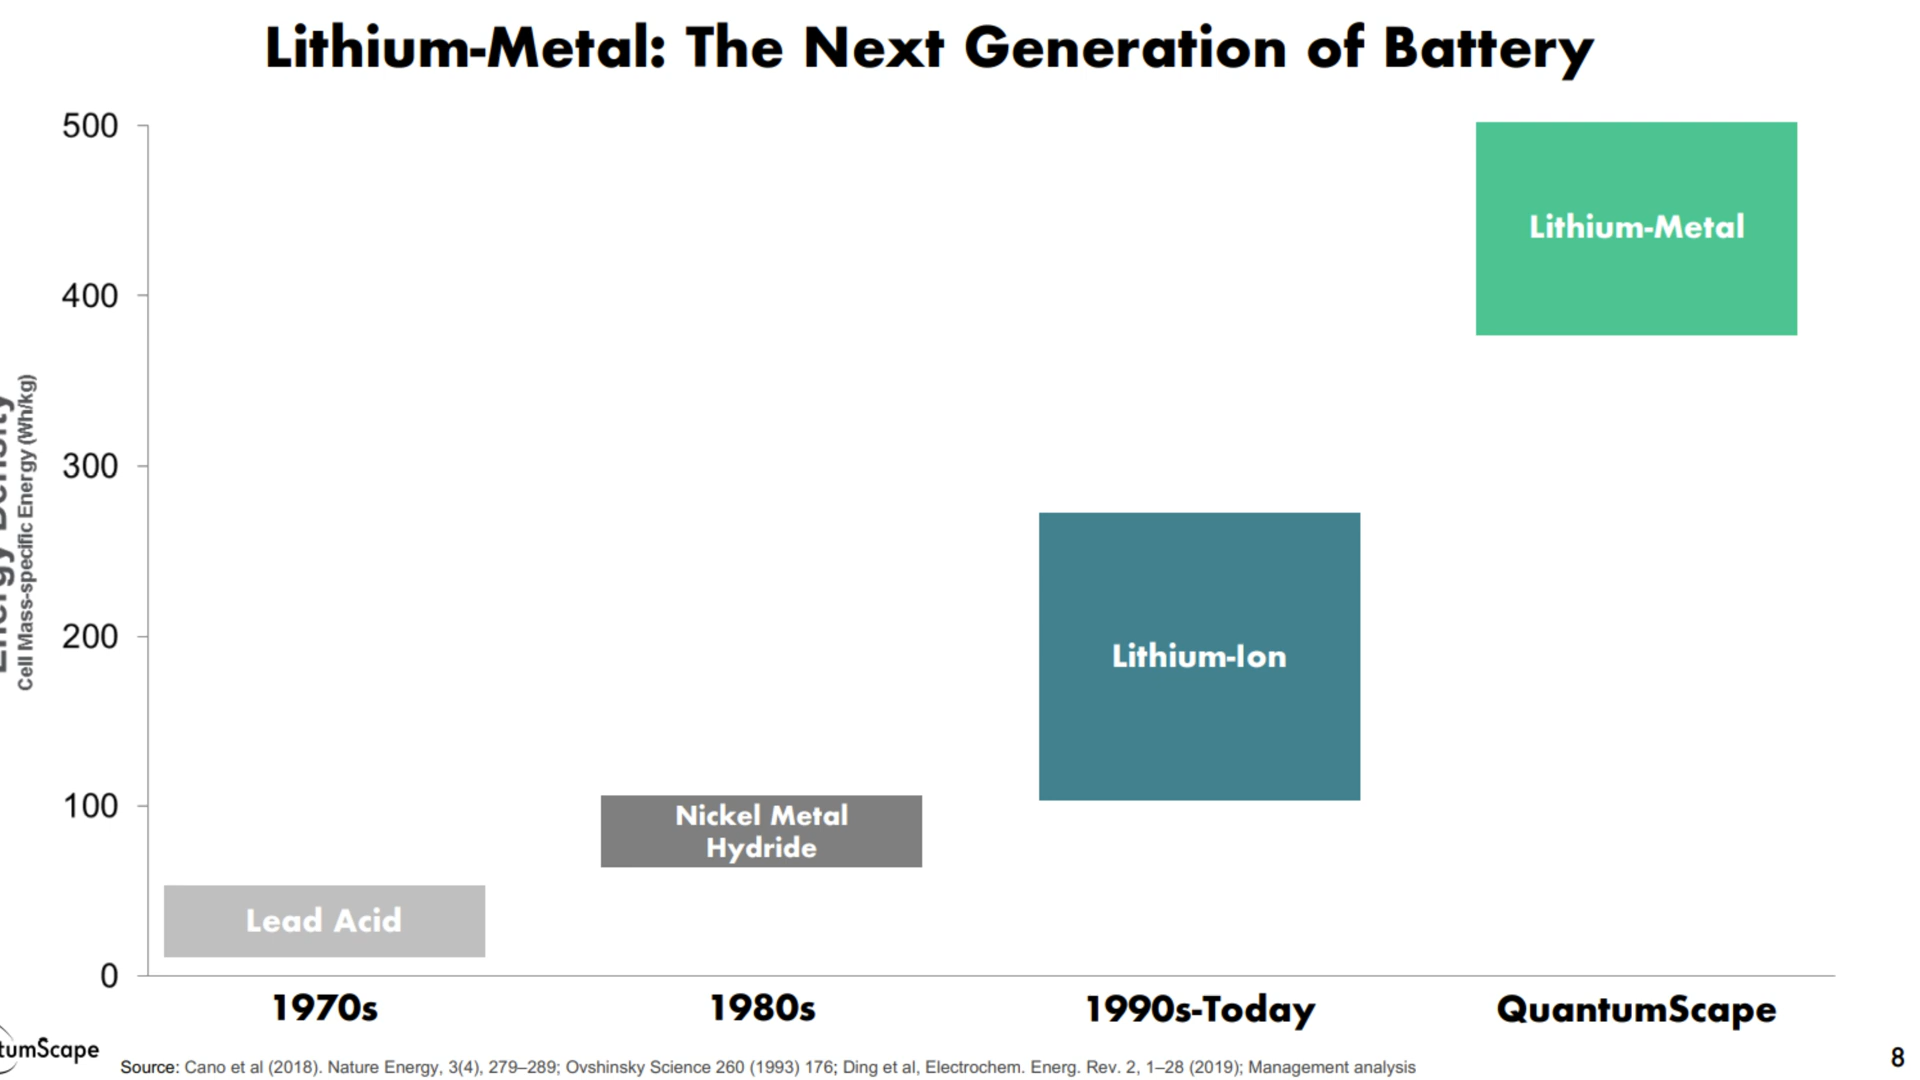 Lithium-Metal: The Next Generation of Battery
500
400
300
200
100
0
Cell Mass-specific Energy (Wh/kg)
Lithium-Metal
Lithium-Ion
Nickel Metal
Hydride
Lead Acid
1970s
1980s
1990s-Today
QuantumScape
tumScape
Source: Cano et al (2018). Nature Energy, 3(4), 279–289; Ovshinsky Science 260 (1993) 176; Ding et al, Electrochem. Energ. Rev. 2, 1–28 (2019); Management analysis
8